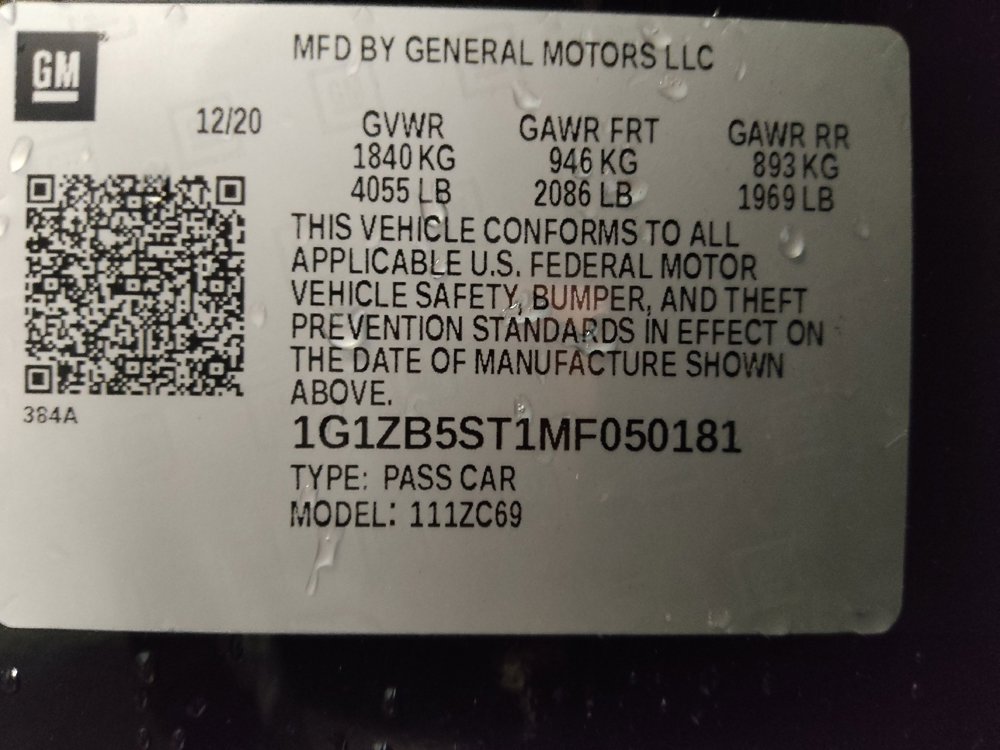 GM
MFD BY GENERAL MOTORS LLC
12/20 GVWR GAWR FRT GAWR RR
1840 KG 946 KG 893 KG
4055 LB 2086 LB 1969 LB
THIS VEHICLE CONFORMS TO ALL
APPLICABLE U.S. FEDERAL MOTOR
VEHICLE SAFETY, BUMPER, AND THEFT
PREVENTION STANDARDS IN EFFECT ON
THE DATE OF MANUFACTURE SHOWN
ABOVE.
384A
1G1ZB5ST1MF050181
TYPE: PASS CAR
MODEL: 111ZC69